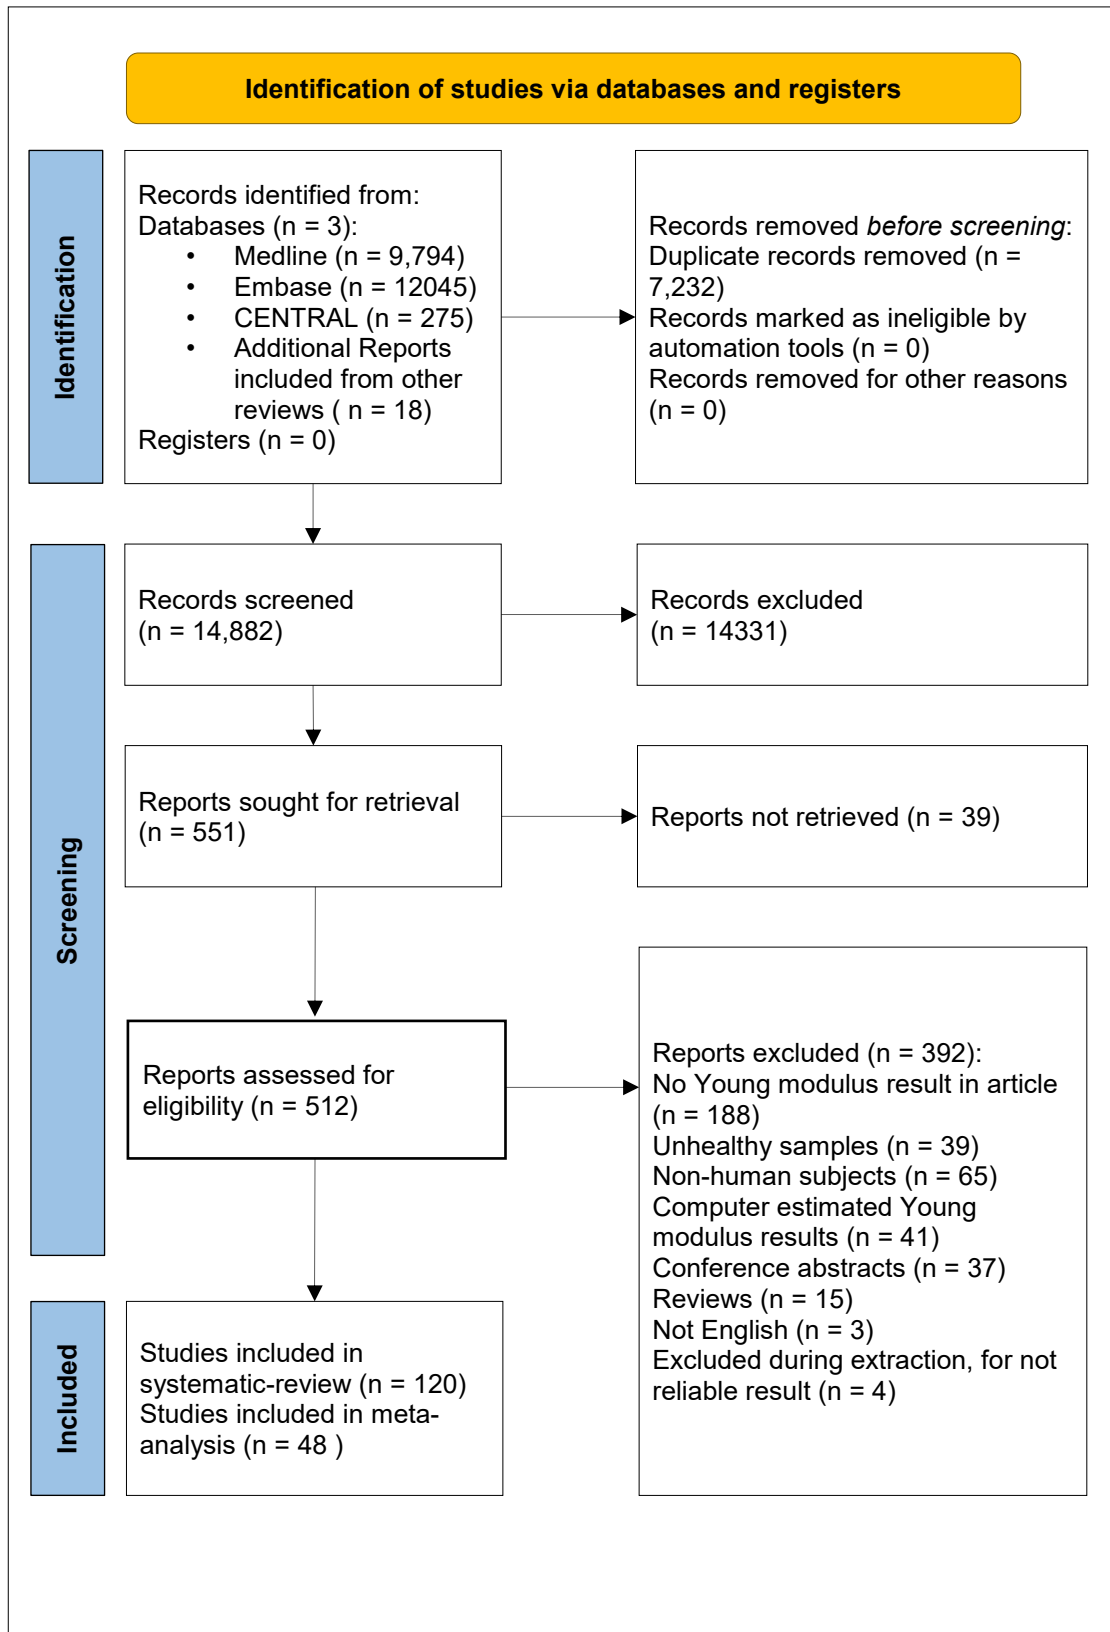 Identification of studies via databases and registers
Identification
Records identified from:
Databases (n = 3):
• Medline (n = 9,794)
• Embase (n = 12045)
• CENTRAL (n = 275)
• Additional Reports
included from other
reviews ( n = 18)
Registers (n = 0)
Records removed before screening:
Duplicate records removed (n =
7,232)
Records marked as ineligible by
automation tools (n = 0)
Records removed for other reasons
(n = 0)
Screening
Records screened
(n = 14,882)
Records excluded
(n = 14331)
Reports sought for retrieval
(n = 551)
Reports not retrieved (n = 39)
Reports assessed for
eligibility (n = 512)
Reports excluded (n = 392):
No Young modulus result in article
(n = 188)
Unhealthy samples (n = 39)
Non-human subjects (n = 65)
Computer estimated Young
modulus results (n = 41)
Conference abstracts (n = 37)
Reviews (n = 15)
Not English (n = 3)
Excluded during extraction, for not
reliable result (n = 4)
Included
Studies included in
systematic-review (n = 120)
Studies included in meta-
analysis (n = 48 )